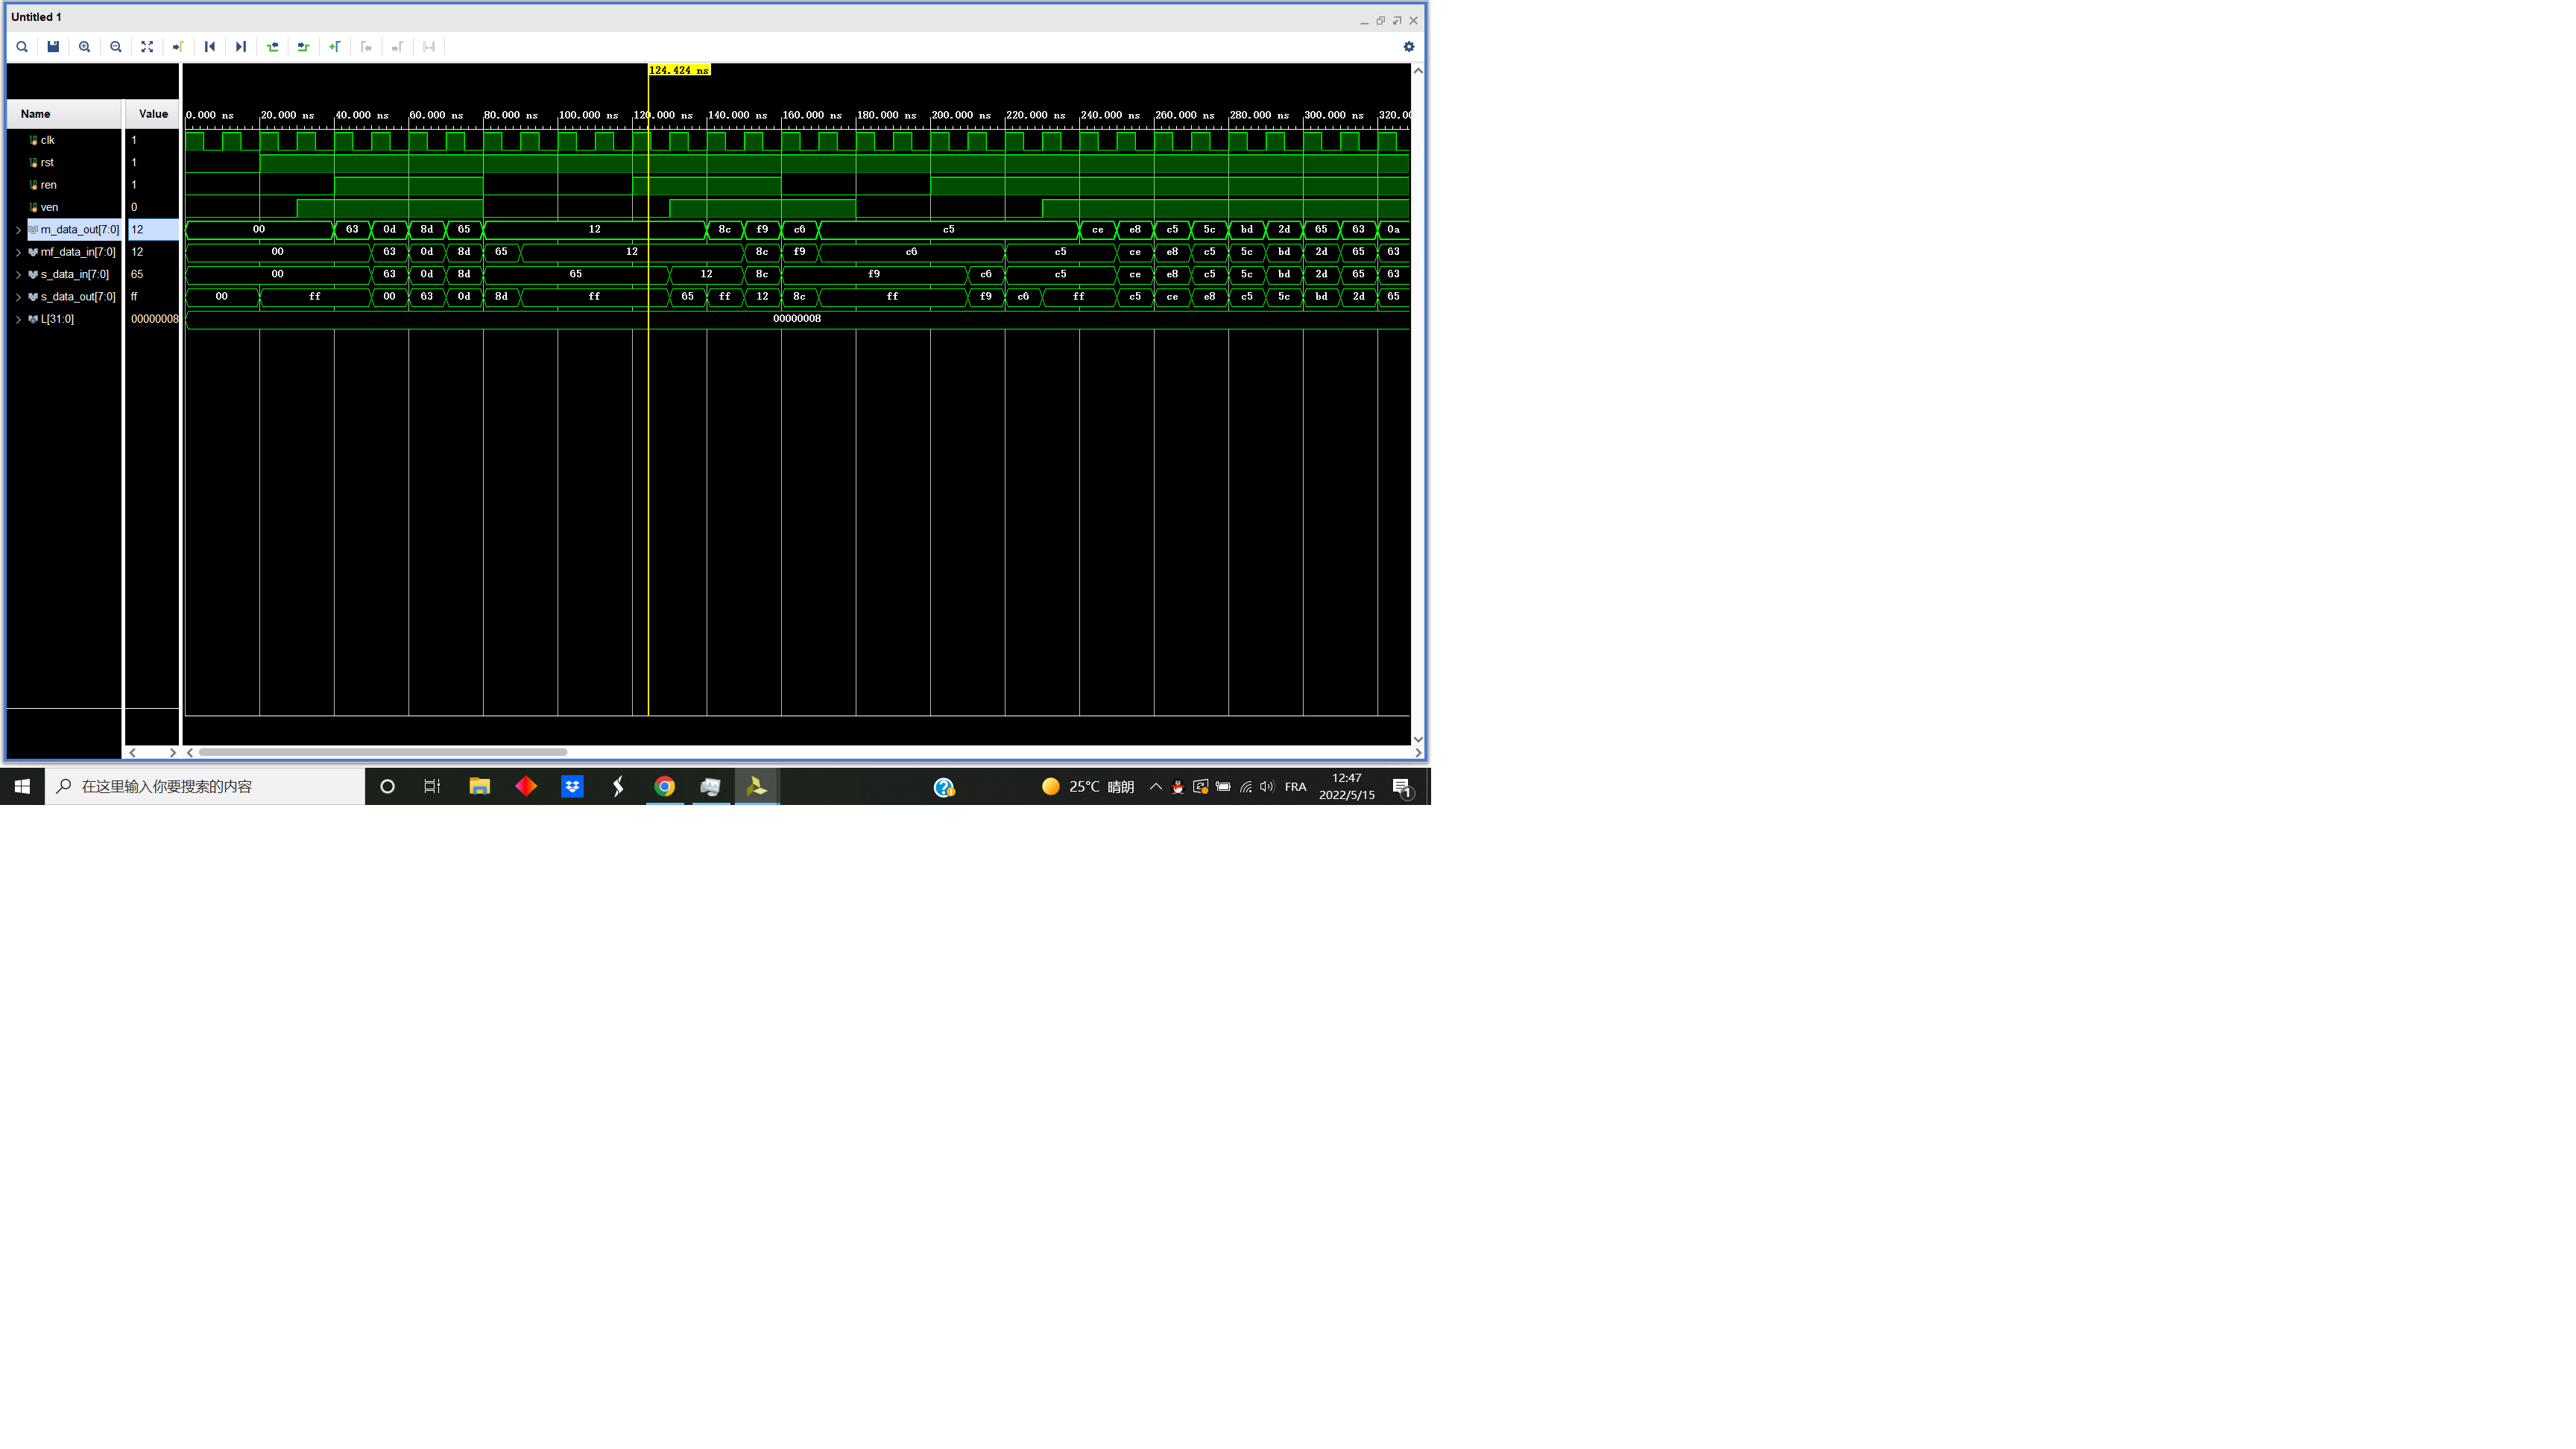 Untitled 1
124.424 ns
Name Value
0.000 ns 20.000 ns 40.000 ns 60.000 ns 80.000 ns 100.000 ns 120.000 ns 140.000 ns 160.000 ns 180.000 ns 200.000 ns 220.000 ns 240.000 ns 260.000 ns 280.000 ns 300.000 ns 320.00
clk 1
rst 1
ren 1
ven 0
m_data_out[7:0] 12 00 63 0d 8d 65 12 8c f9 c6 c5 ce e8 c5 5c bd 2d 65 63 0a
mf_data_in[7:0] 12 00 63 0d 8d 65 12 8c f9 c6 c5 ce e8 c5 5c bd 2d 65 63
s_data_in[7:0] 65 00 63 0d 8d 65 12 8c f9 c6 c5 ce e8 c5 5c bd 2d 65 63
s_data_out[7:0] ff 00 ff 00 63 0d 8d ff 65 ff 12 8c ff f9 c6 ff c5 ce e8 c5 5c bd 2d 65
L[31:0] 00000008 00000008
在这里输入你要搜索的内容
25°C 晴朗
FRA
12:47
2022/5/15
1